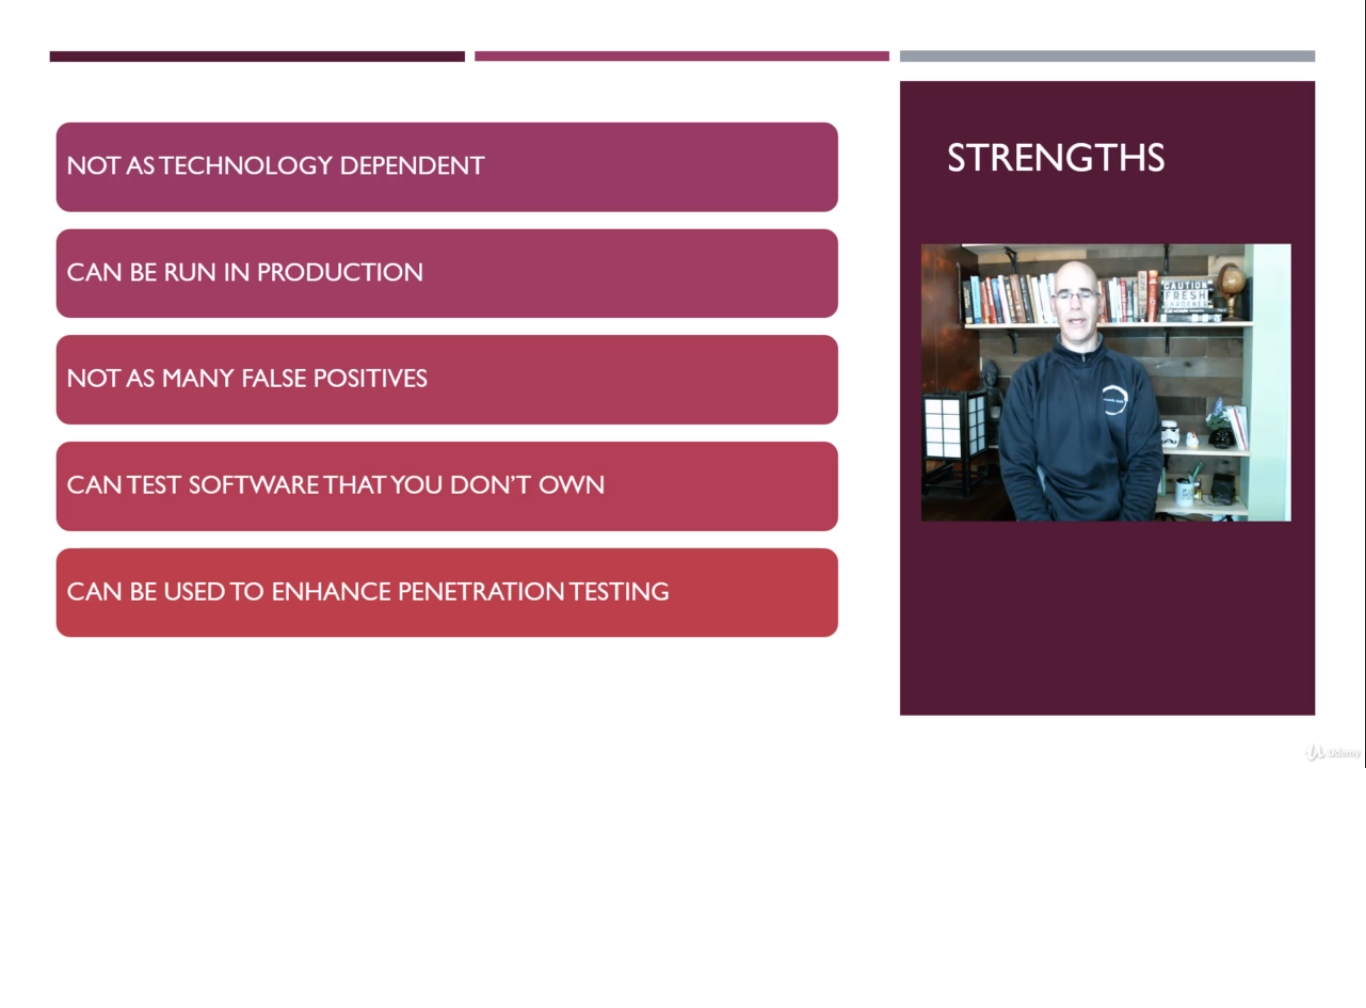 NOT AS TECHNOLOGY DEPENDENT
CAN BE RUN IN PRODUCTION
NOT AS MANY FALSE POSITIVES
CAN TEST SOFTWARE THAT YOU DON'T OWN
CAN BE USED TO ENHANCE PENETRATION TESTING
STRENGTHS
CAUTION
FRESH
GARDENER
Udemy